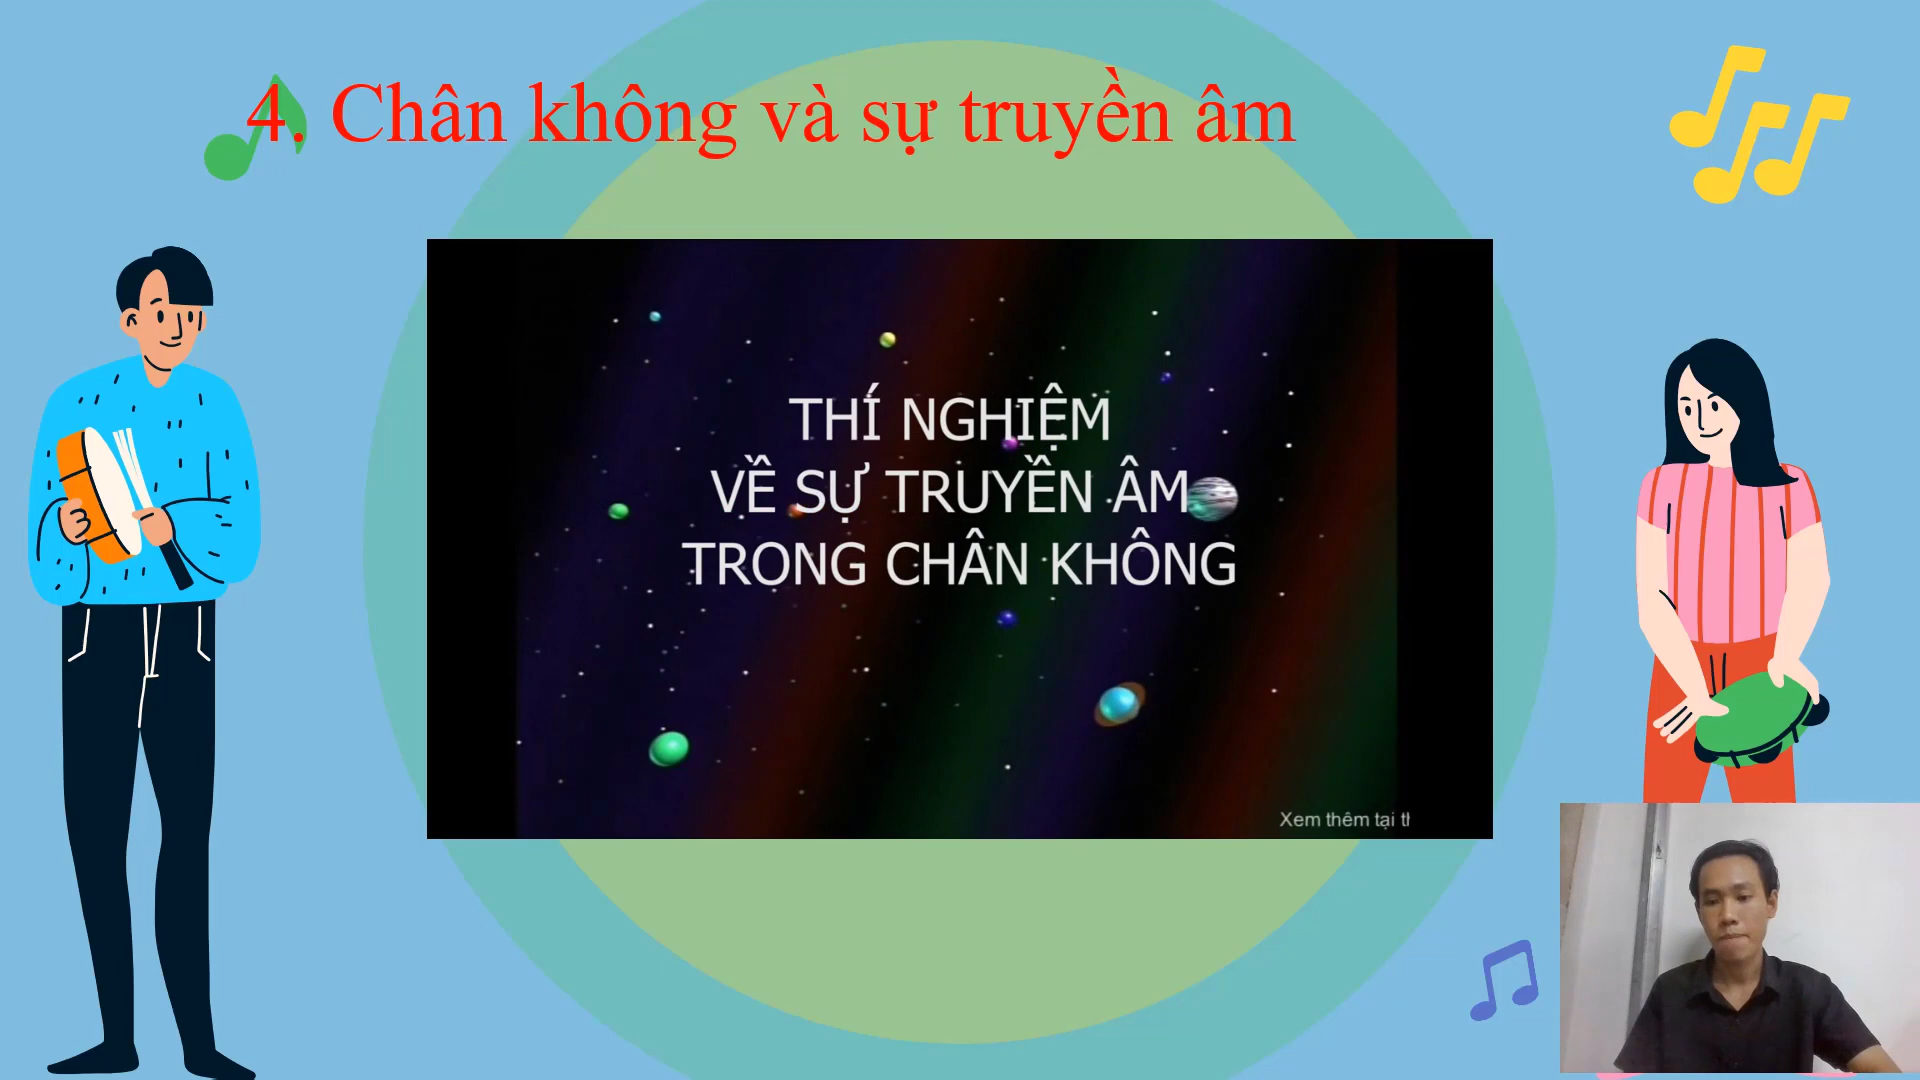 4. Chân không và sự truyền âm
THÍ NGHIỆM
VỀ SỰ TRUYỀN ÂM
TRONG CHÂN KHÔNG
Xem thêm tại